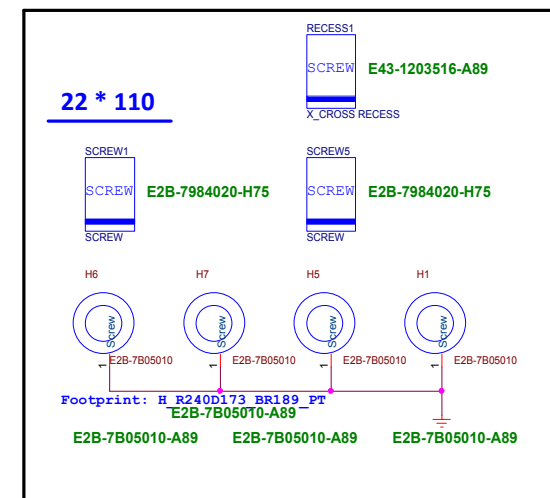 RECESS1
SCREW E43-1203516-A89
X_CROSS RECESS
22 * 110
SCREW1 SCREW5
SCREW E2B-7984020-H75 SCREW E2B-7984020-H75
SCREW SCREW
H6 H7 H5 H1
Screw Screw Screw Screw
1 E2B-7B05010 1 E2B-7B05010 1 E2B-7B05010 1 E2B-7B05010
Footprint: H_R240D173_BR189_PT
E2B-7B05010-A89
E2B-7B05010-A89 E2B-7B05010-A89 E2B-7B05010-A89